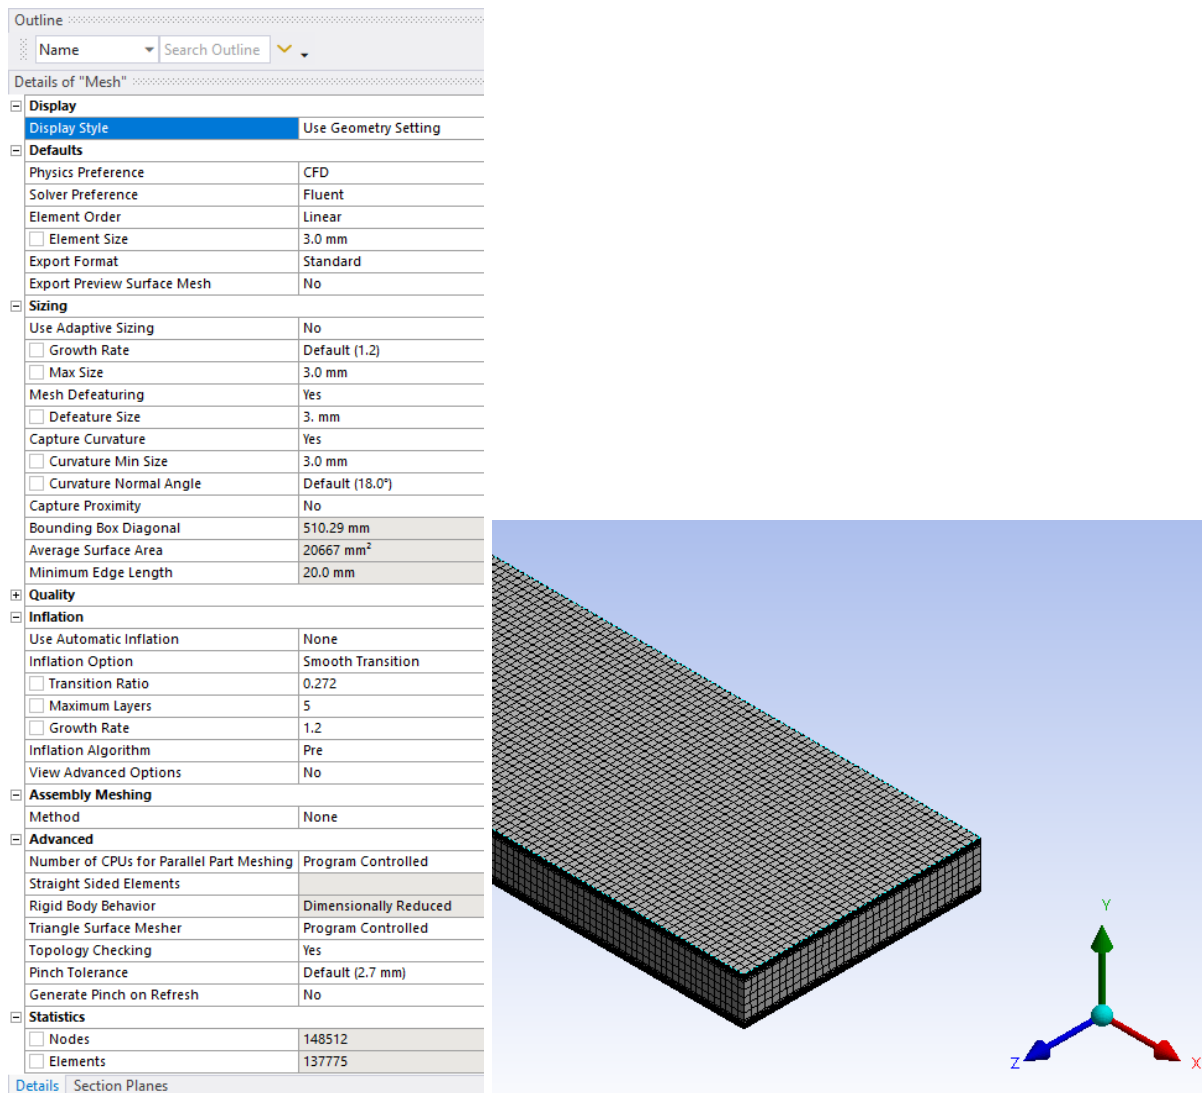 Outline
Name Search Outline
Details of "Mesh"
Display
Display Style Use Geometry Setting
Defaults
Physics Preference CFD
Solver Preference Fluent
Element Order Linear
Element Size 3.0 mm
Export Format Standard
Export Preview Surface Mesh No
Sizing
Use Adaptive Sizing No
Growth Rate Default (1.2)
Max Size 3.0 mm
Mesh Defeaturing Yes
Defeature Size 3. mm
Capture Curvature Yes
Curvature Min Size 3.0 mm
Curvature Normal Angle Default (18.0°)
Capture Proximity No
Bounding Box Diagonal 510.29 mm
Average Surface Area 20667 mm²
Minimum Edge Length 20.0 mm
Quality
Inflation
Use Automatic Inflation None
Inflation Option Smooth Transition
Transition Ratio 0.272
Maximum Layers 5
Growth Rate 1.2
Inflation Algorithm Pre
View Advanced Options No
Assembly Meshing
Method None
Advanced
Number of CPUs for Parallel Part Meshing Program Controlled
Straight Sided Elements
Rigid Body Behavior Dimensionally Reduced
Triangle Surface Mesher Program Controlled
Topology Checking Yes
Pinch Tolerance Default (2.7 mm)
Generate Pinch on Refresh No
Statistics
Nodes 148512
Elements 137775
Details Section Planes
Y
Z
X